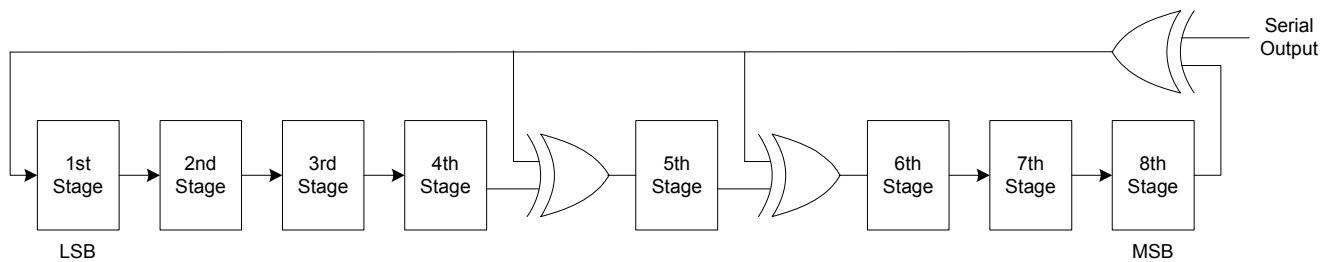 Serial
Output
1st
Stage
2nd
Stage
3rd
Stage
4th
Stage
5th
Stage
6th
Stage
7th
Stage
8th
Stage
LSB
MSB